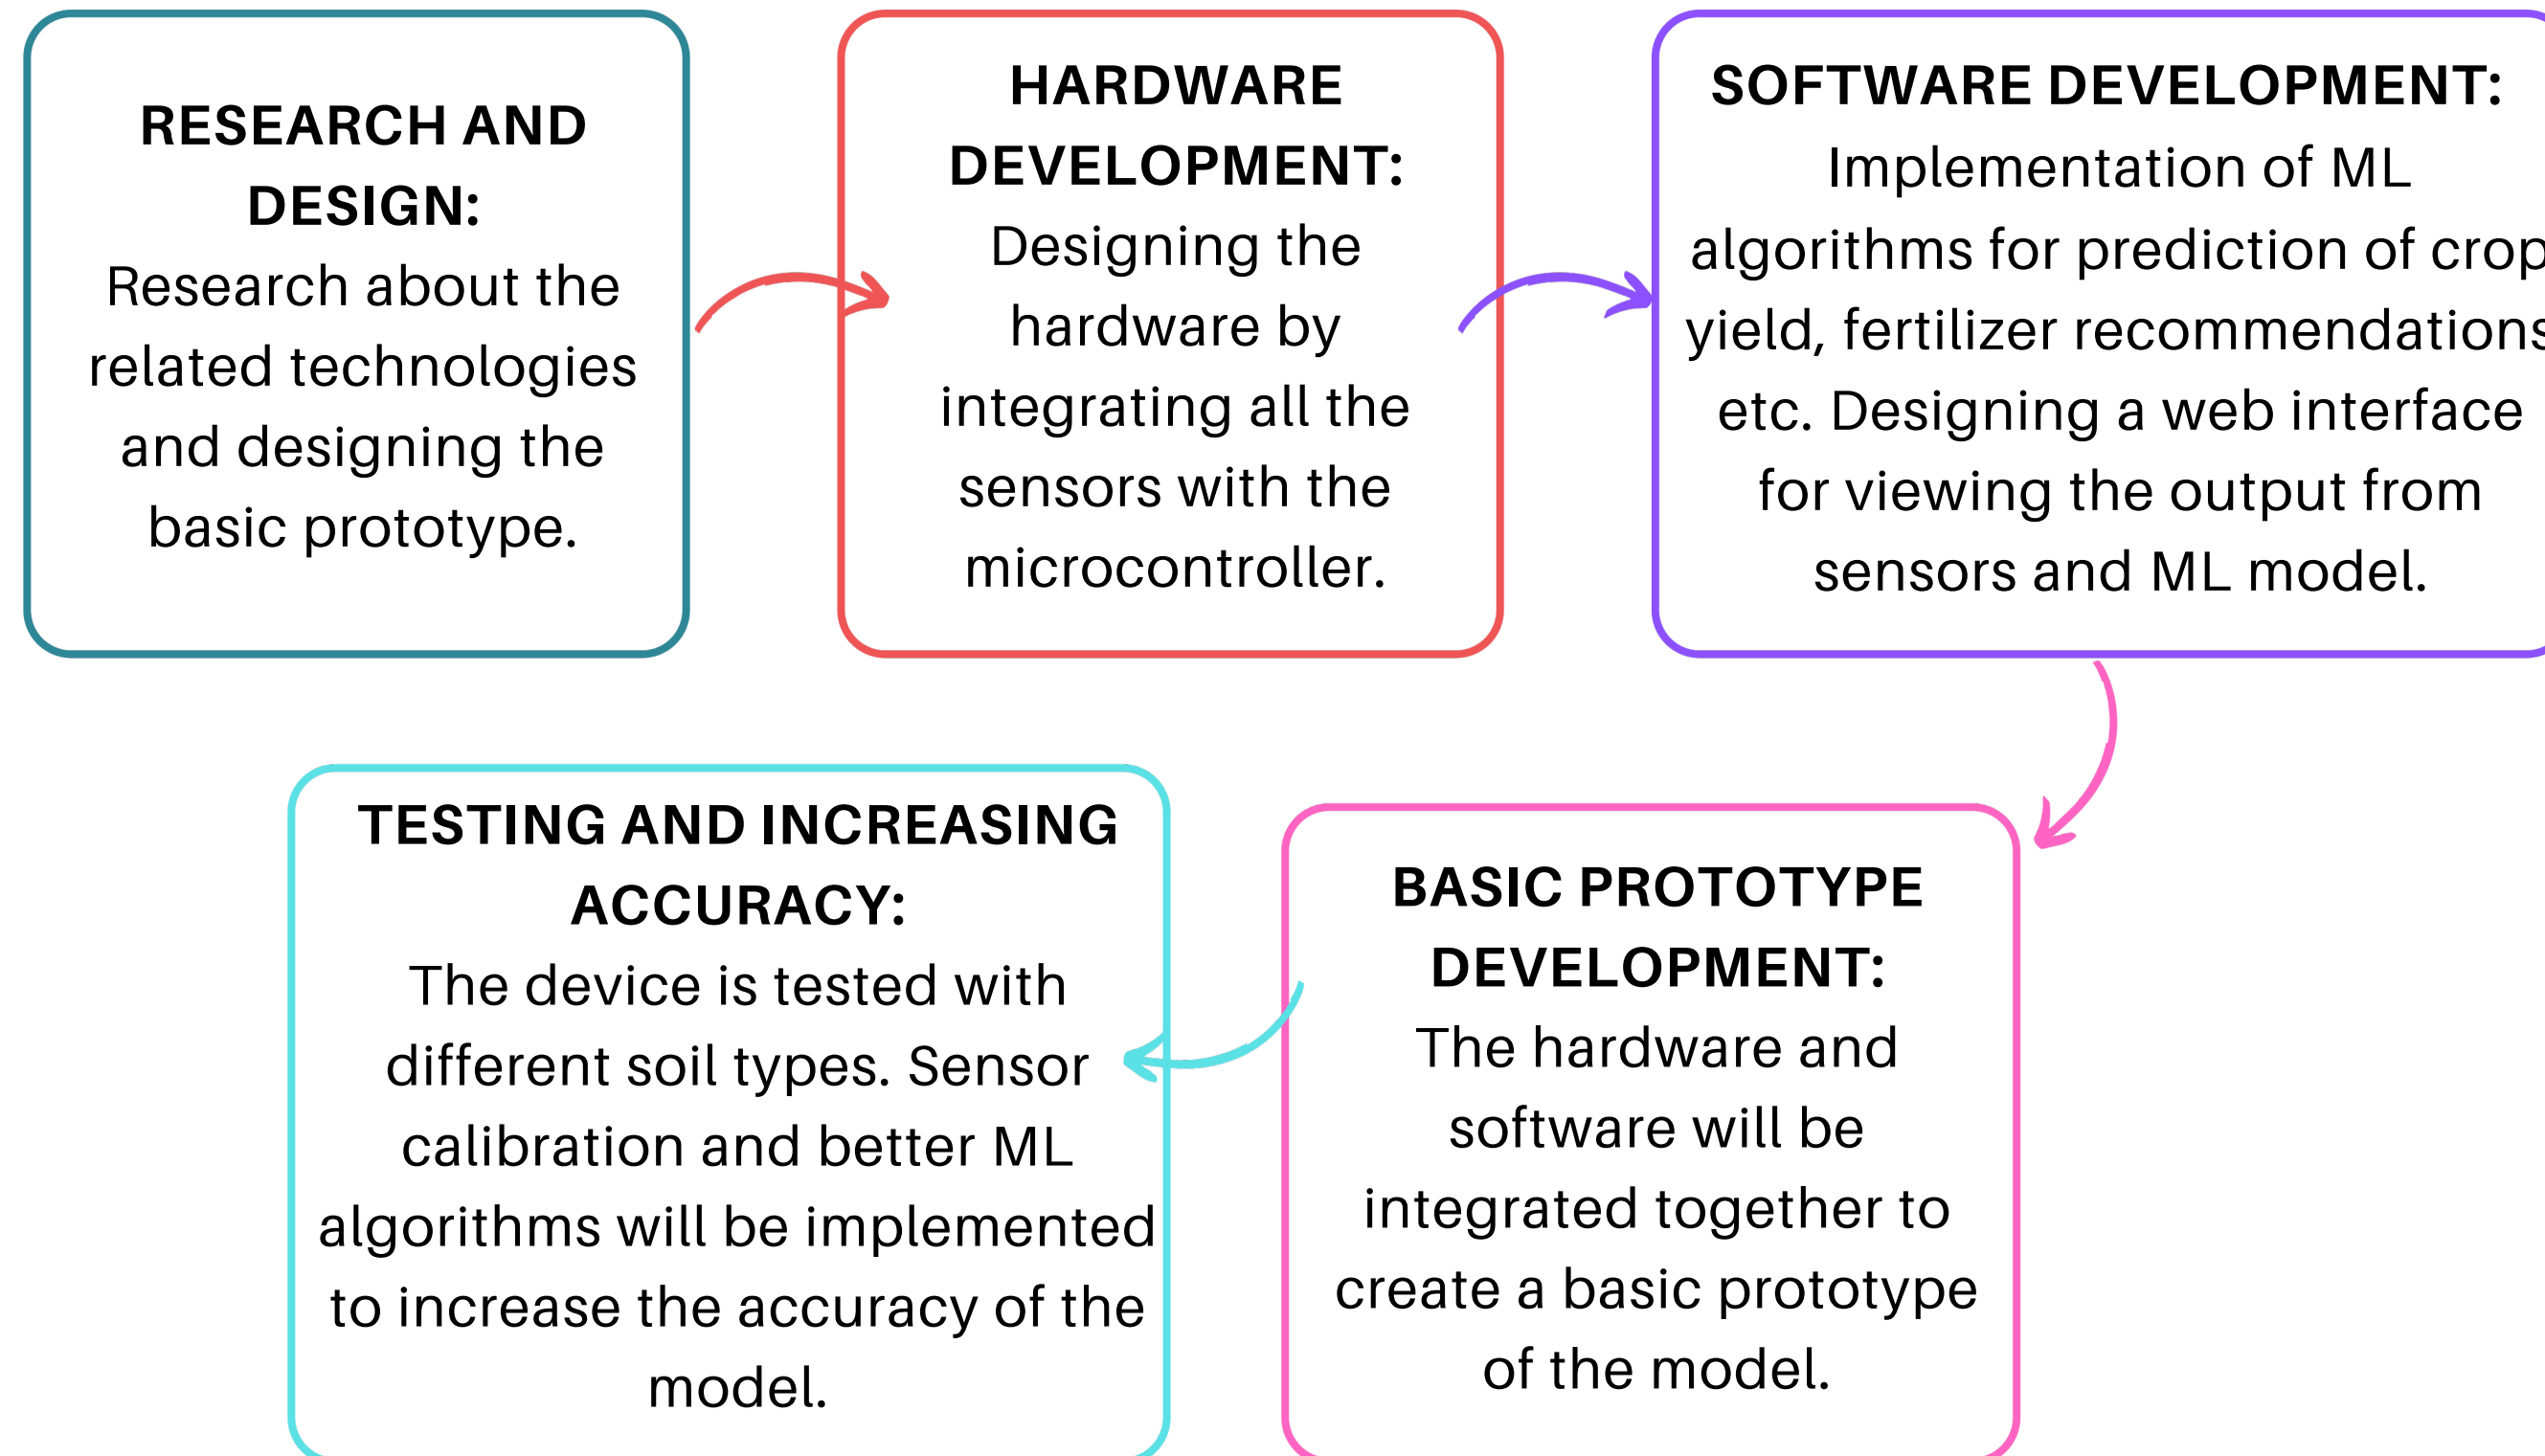 RESEARCH AND
DESIGN:
Research about the
related technologies
and designing the
basic prototype.
HARDWARE
DEVELOPMENT:
Designing the
hardware by
integrating all the
sensors with the
microcontroller.
SOFTWARE DEVELOPMENT:
Implementation of ML
algorithms for prediction of crop
yield, fertilizer recommendations
etc. Designing a web interface
for viewing the output from
sensors and ML model.
BASIC PROTOTYPE
DEVELOPMENT:
The hardware and
software will be
integrated together to
create a basic prototype
of the model.
TESTING AND INCREASING
ACCURACY:
The device is tested with
different soil types. Sensor
calibration and better ML
algorithms will be implemented
to increase the accuracy of the
model.